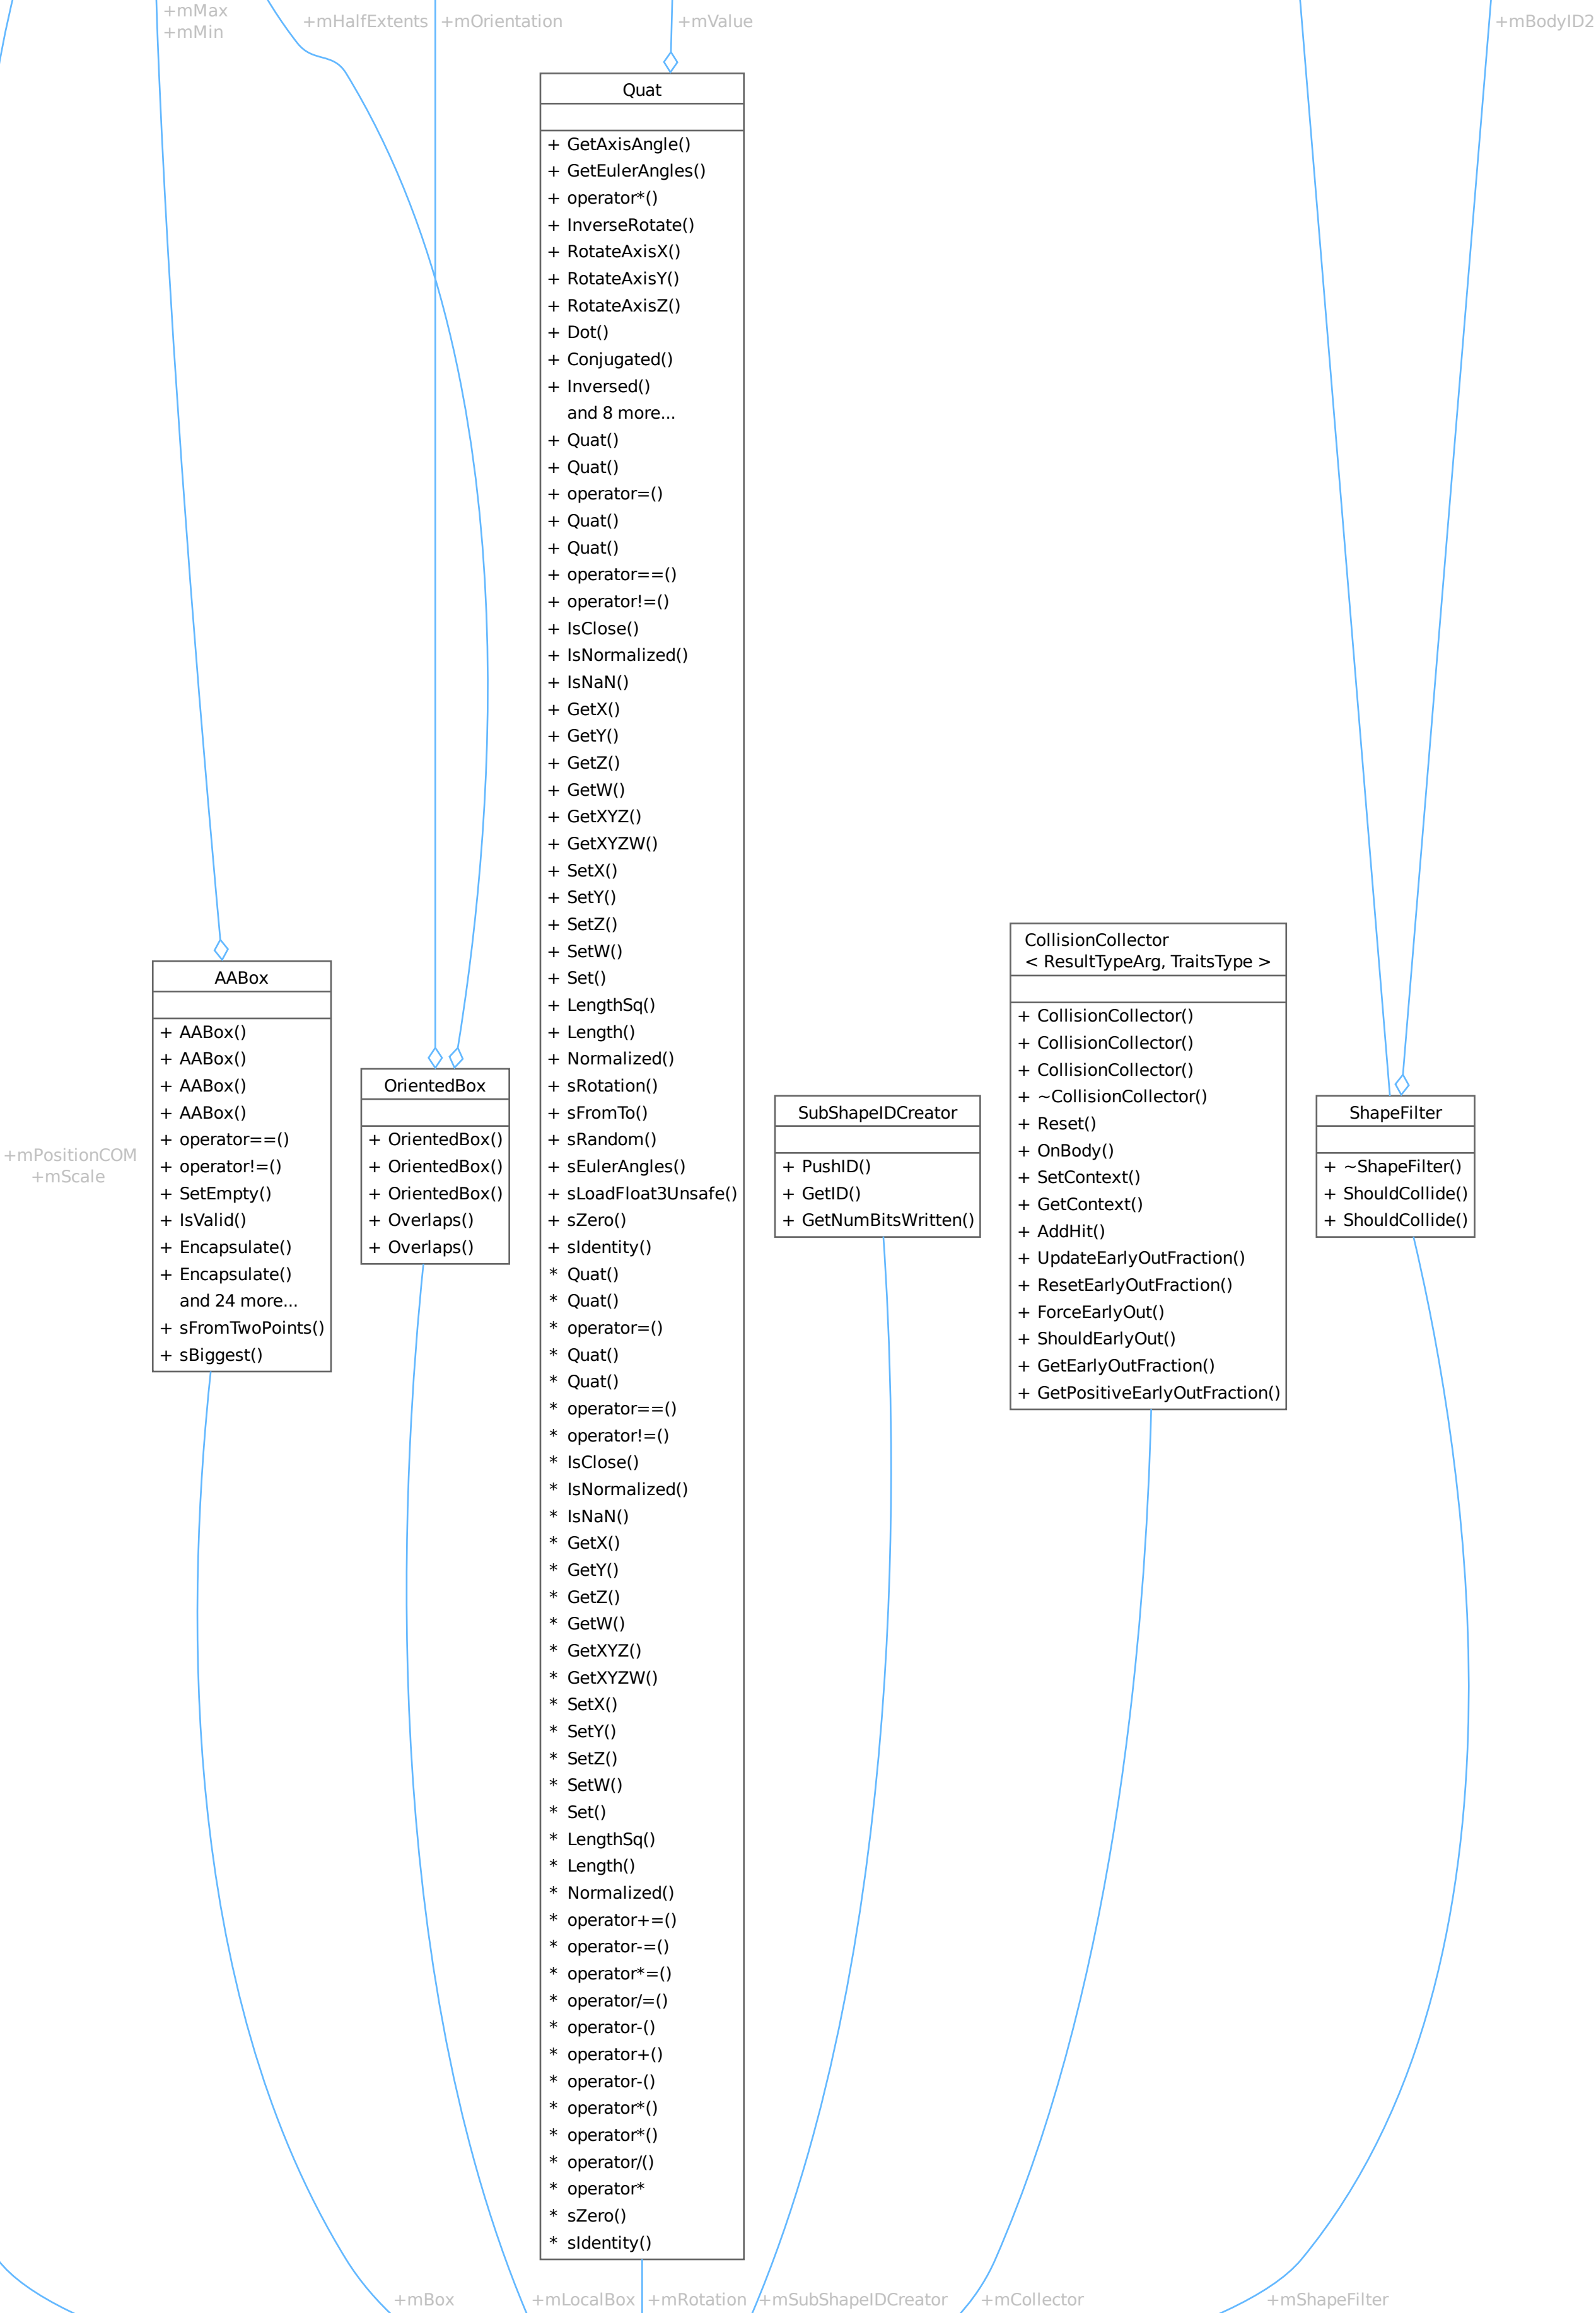 +mMax
+mMin
+mHalfExtents
+mOrientation
+mValue
+mBodyID2
Quat
+ GetAxisAngle()
+ GetEulerAngles()
+ operator*()
+ InverseRotate()
+ RotateAxisX()
+ RotateAxisY()
+ RotateAxisZ()
+ Dot()
+ Conjugated()
+ Inversed()
and 8 more...
+ Quat()
+ Quat()
+ operator=()
+ Quat()
+ Quat()
+ operator==()
+ operator!=()
+ IsClose()
+ IsNormalized()
+ IsNaN()
+ GetX()
+ GetY()
+ GetZ()
+ GetW()
+ GetXYZ()
+ GetXYZW()
+ SetX()
+ SetY()
+ SetZ()
+ SetW()
+ Set()
+ LengthSq()
+ Length()
+ Normalized()
+ sRotation()
+ sFromTo()
+ sRandom()
+ sEulerAngles()
+ sLoadFloat3Unsafe()
+ sZero()
+ sIdentity()
* Quat()
* Quat()
* operator=()
* Quat()
* Quat()
* operator==()
* operator!=()
* IsClose()
* IsNormalized()
* IsNaN()
* GetX()
* GetY()
* GetZ()
* GetW()
* GetXYZ()
* GetXYZW()
* SetX()
* SetY()
* SetZ()
* SetW()
* Set()
* LengthSq()
* Length()
* Normalized()
* operator+=()
* operator-=()
* operator*=()
* operator/=()
* operator-()
* operator+()
* operator-()
* operator*()
* operator*()
* operator/()
* operator*
* sZero()
* sIdentity()
AABox
+ AABox()
+ AABox()
+ AABox()
+ AABox()
+ operator==()
+ operator!=()
+ SetEmpty()
+ IsValid()
+ Encapsulate()
+ Encapsulate()
and 24 more...
+ sFromTwoPoints()
+ sBiggest()
+mPositionCOM
+mScale
OrientedBox
+ OrientedBox()
+ OrientedBox()
+ OrientedBox()
+ Overlaps()
+ Overlaps()
SubShapeIDCreator
+ PushID()
+ GetID()
+ GetNumBitsWritten()
CollisionCollector
< ResultTypeArg, TraitsType >
+ CollisionCollector()
+ CollisionCollector()
+ CollisionCollector()
+ ~CollisionCollector()
+ Reset()
+ OnBody()
+ SetContext()
+ GetContext()
+ AddHit()
+ UpdateEarlyOutFraction()
+ ResetEarlyOutFraction()
+ ForceEarlyOut()
+ ShouldEarlyOut()
+ GetEarlyOutFraction()
+ GetPositiveEarlyOutFraction()
ShapeFilter
+ ~ShapeFilter()
+ ShouldCollide()
+ ShouldCollide()
+mBox
+mLocalBox
+mRotation
+mSubShapeIDCreator
+mCollector
+mShapeFilter